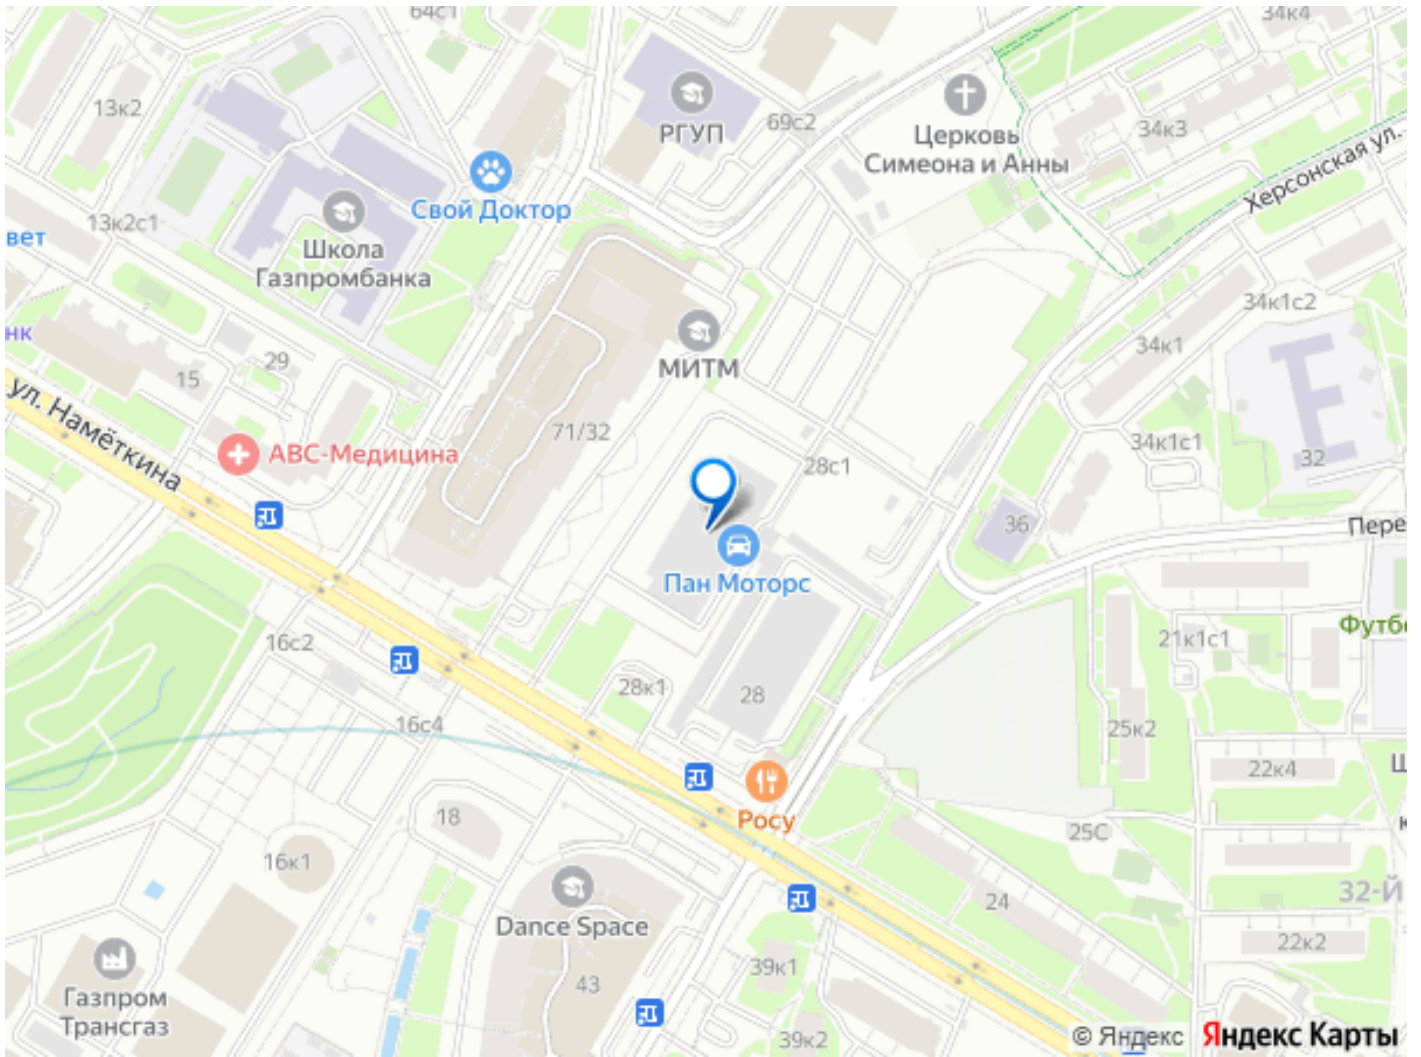 64с1
34к4
13к2
РГУП
69с2
Церковь
Симеона и Анны
34к3
Херсонская ул.
Свой Доктор
13к2с1
вет
Школа
Газпромбанка
34к1с2
нк
29
15
МИТМ
34к1
ул. Намёткина
71/32
АВС-Медицина
28с1
34к1с1
32
36
Пере
Пан Моторс
16с2
21к1с1
Футбо
28к1
28
16с4
25к2
22к4
Ш
к
18
Росу
25С
16к1
32-Й
24
Dance Space
22к2
39к1
43
Газпром
Трансгаз
39к2
© Яндекс Яндекс Карты